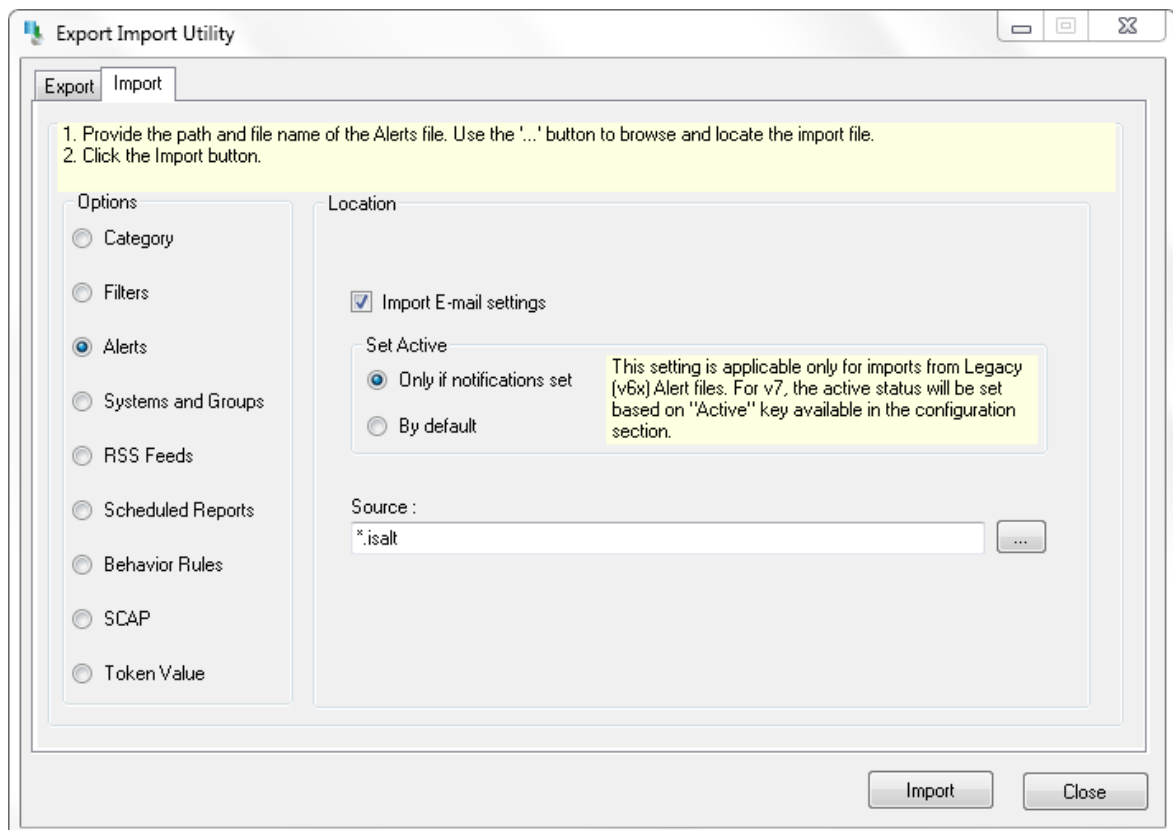 Export Import Utility
Export
Import
1. Provide the path and file name of the Alerts file. Use the '...' button to browse and locate the import file.
2. Click the Import button.
Options
Category
Filters
Alerts
Systems and Groups
RSS Feeds
Scheduled Reports
Behavior Rules
SCAP
Token Value
Location
Import E-mail settings
Set Active
Only if notifications set
By default
This setting is applicable only for imports from Legacy
(v6x) Alert files. For v7, the active status will be set
based on "Active" key available in the configuration
section.
Source :
*.isalt
...
Import
Close